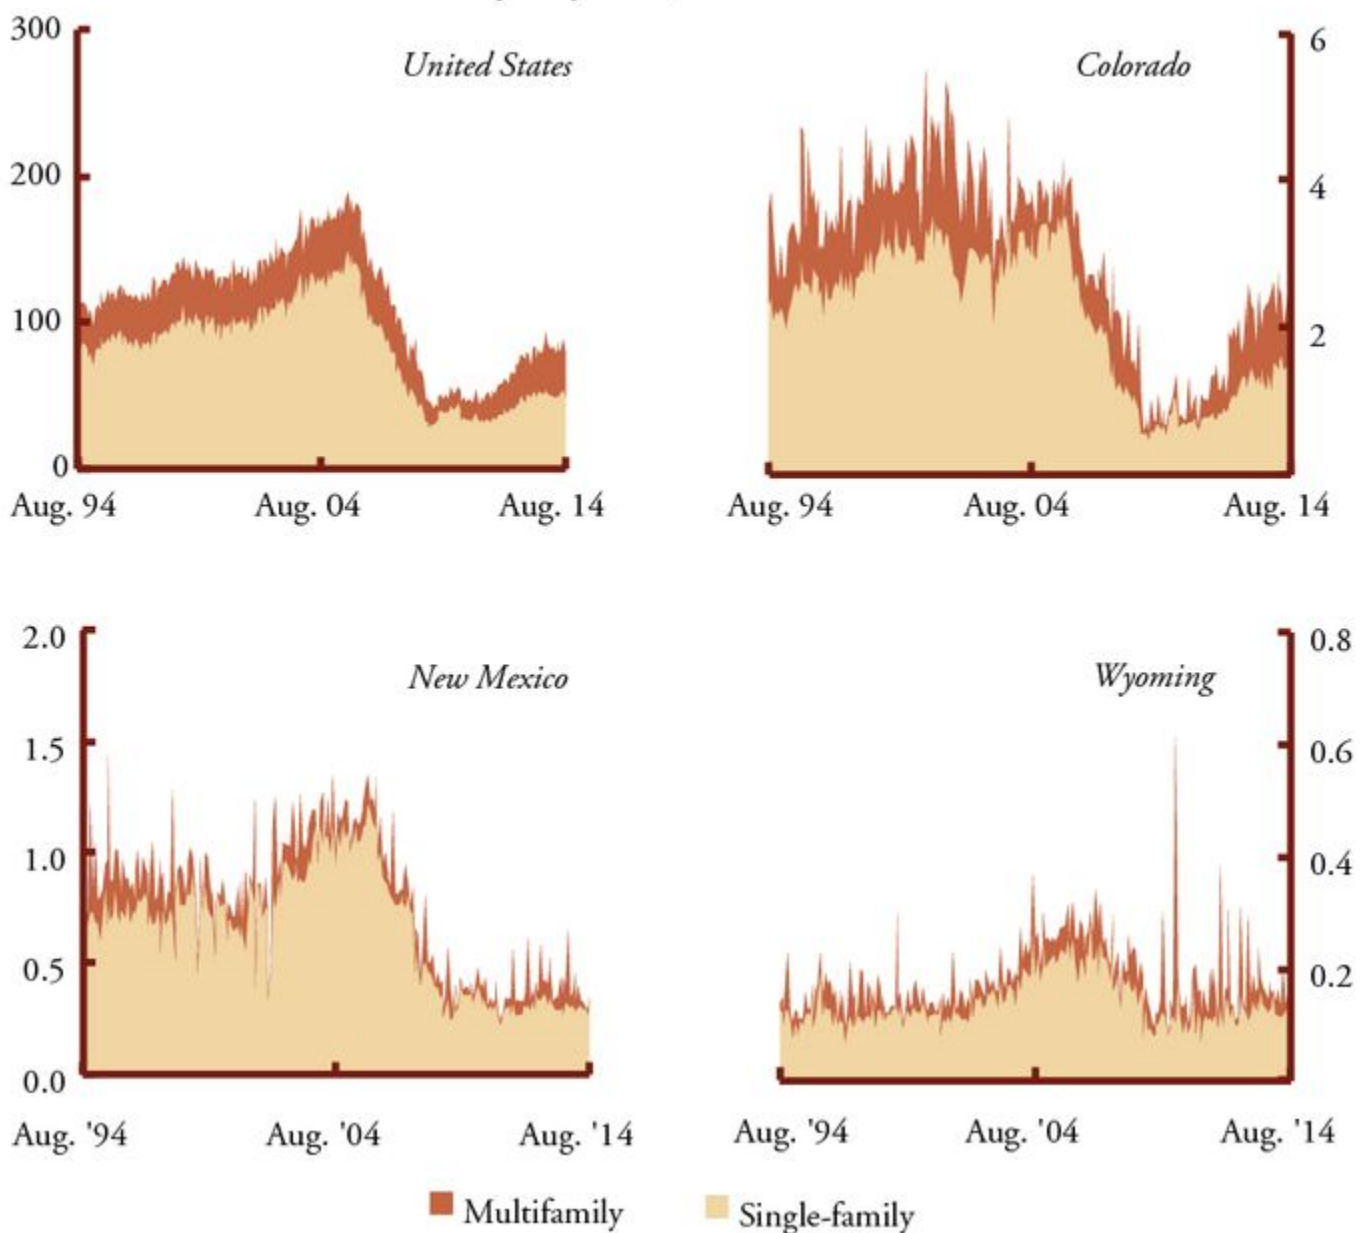 United States
300
200
100
0
Aug. 94 Aug. 04 Aug. 14
Colorado
6
4
2
Aug. 94 Aug. 04 Aug. 14
New Mexico
2.0
1.5
1.0
0.5
0.0
Aug. '94 Aug. '04 Aug. '14
Wyoming
0.8
0.6
0.4
0.2
Aug. '94 Aug. '04 Aug. '14
Multifamily Single-family